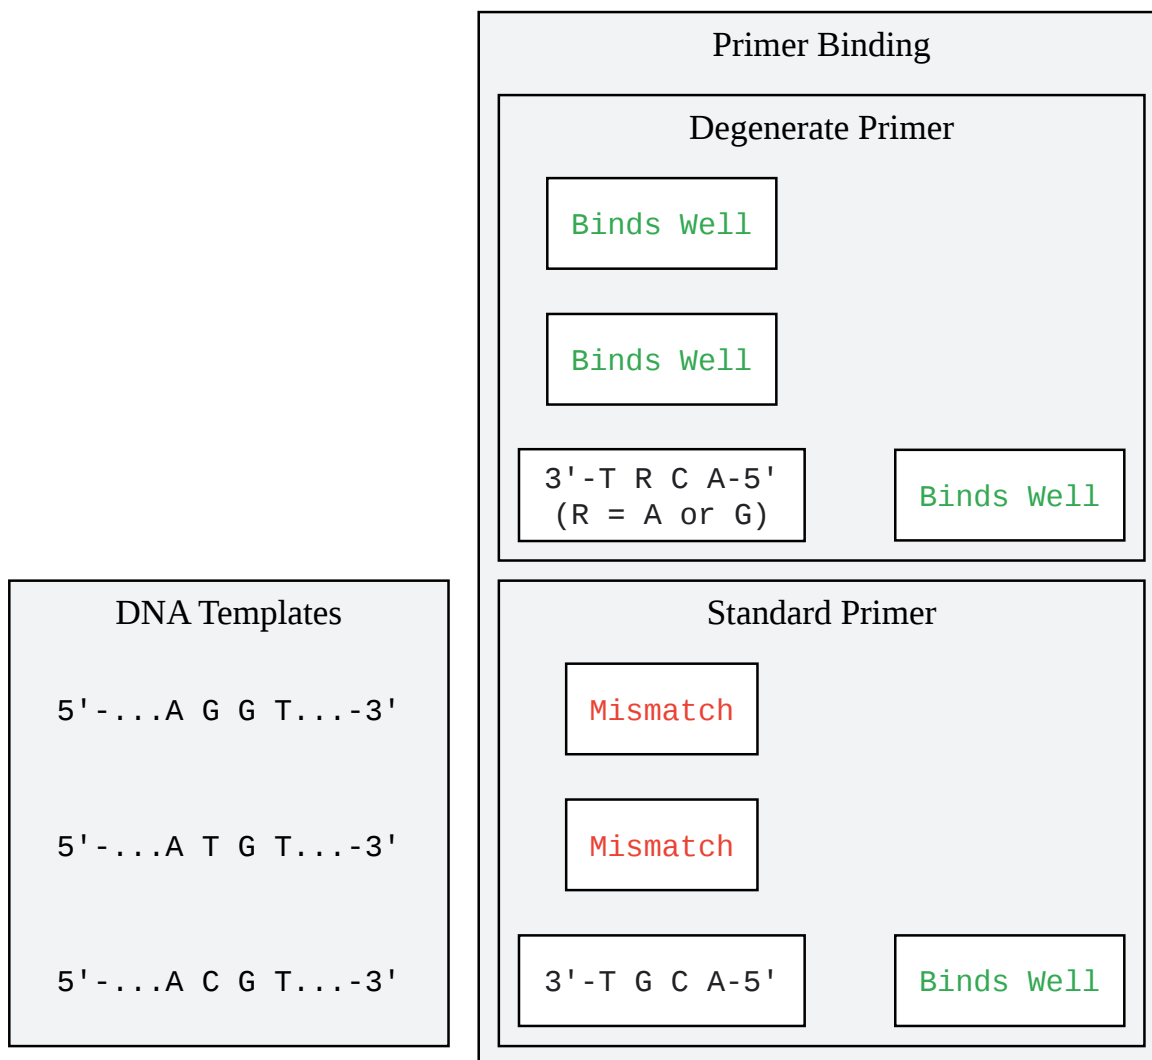 Primer Binding
Degenerate Primer
Binds Well
Binds Well
3'-T R C A-5'
(R = A or G)
Binds Well
DNA Templates
5'-...A G G T...-3'
5'-...A T G T...-3'
5'-...A C G T...-3'
Standard Primer
Mismatch
Mismatch
3'-T G C A-5'
Binds Well